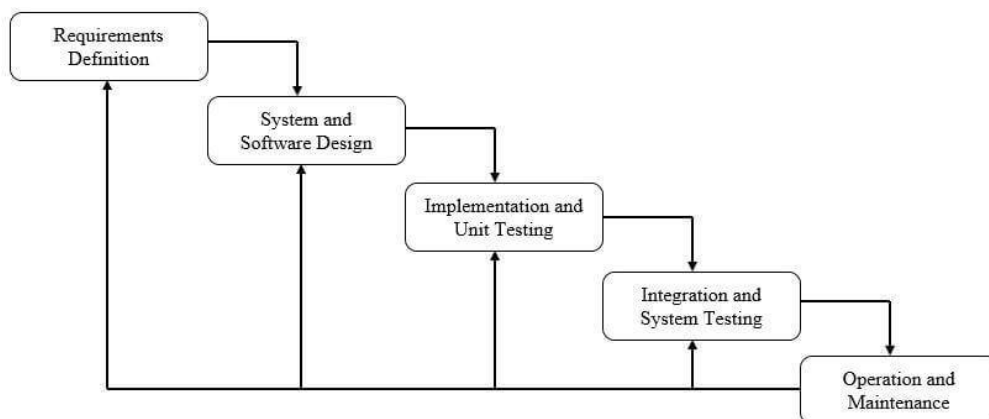 Requirements
Definition
System and
Software Design
Implementation and
Unit Testing
Integration and
System Testing
Operation and
Maintenance